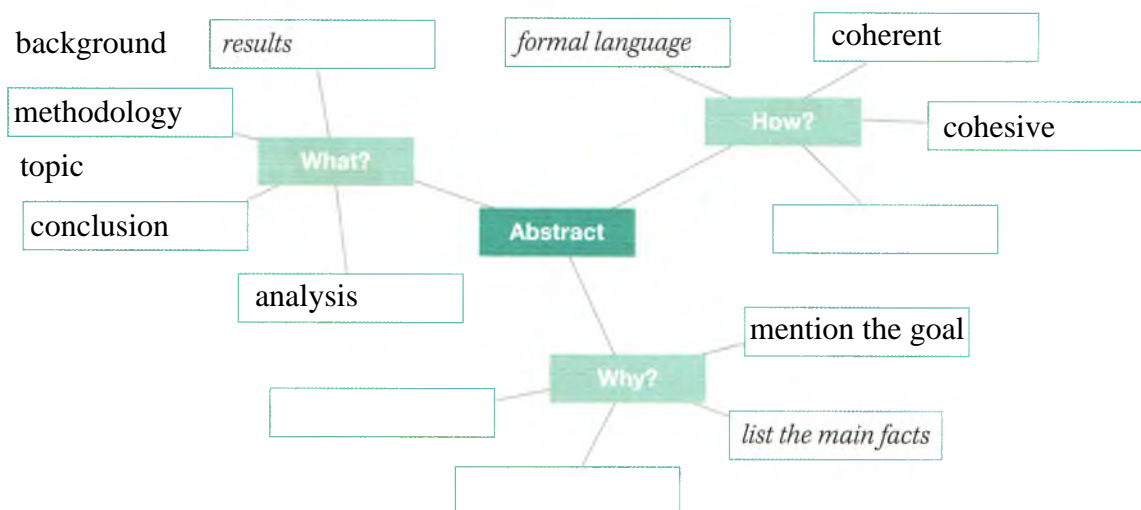 background
results
formal language
coherent
methodology
How?
cohesive
What?
topic
conclusion
Abstract
analysis
mention the goal
Why?
list the main facts